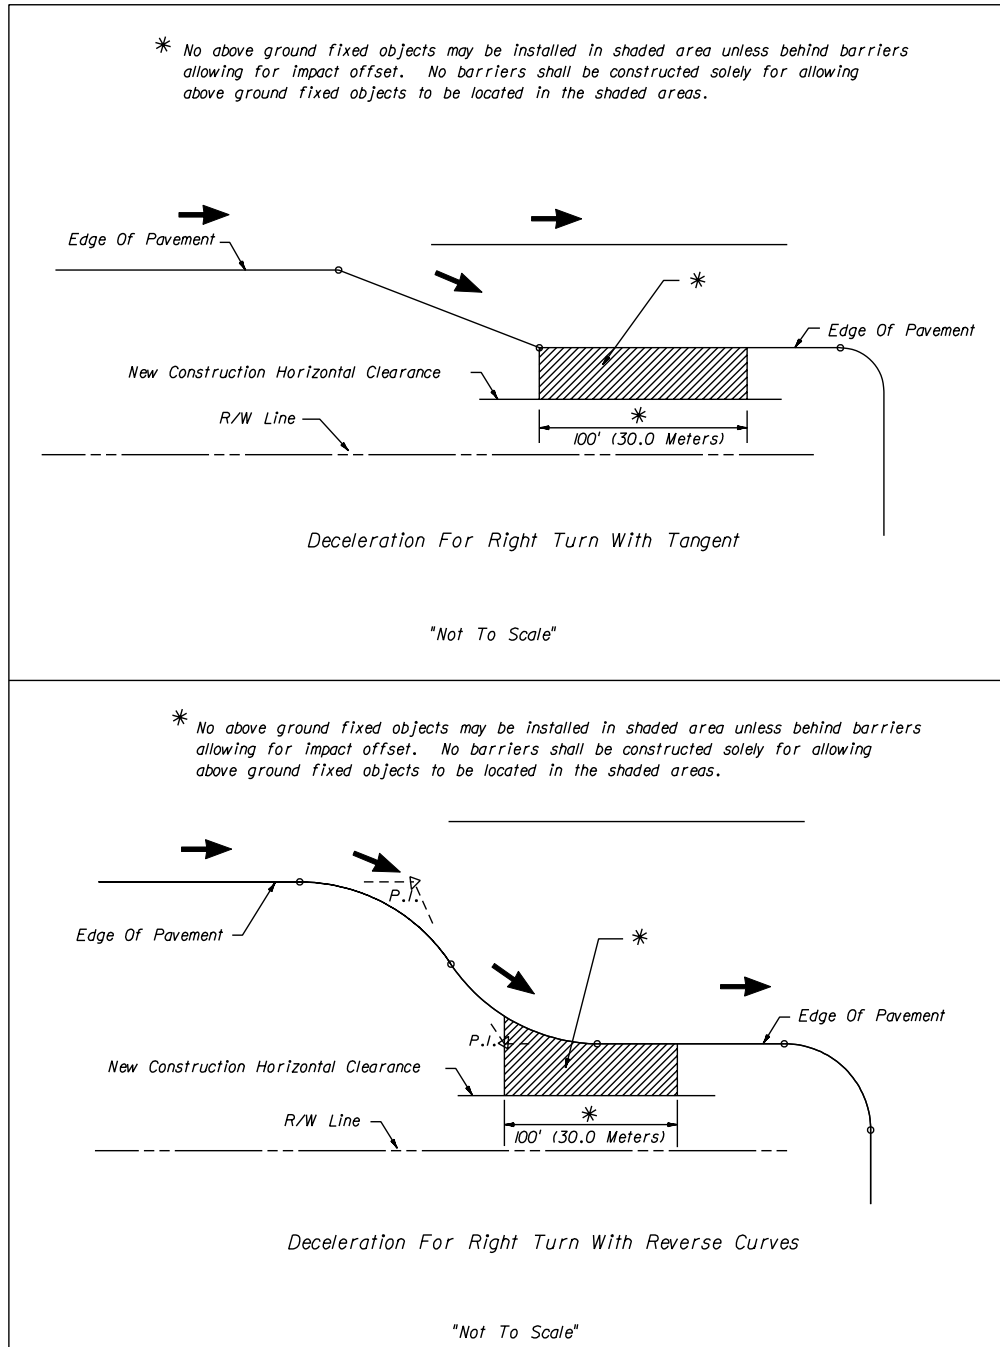 * No above ground fixed objects may be installed in shaded area unless behind barriers
allowing for impact offset. No barriers shall be constructed solely for allowing
above ground fixed objects to be located in the shaded areas.
Edge Of Pavement
*
Edge Of Pavement
New Construction Horizontal Clearance
*
R/W Line
100' (30.0 Meters)
Deceleration For Right Turn With Tangent
"Not To Scale"
* No above ground fixed objects may be installed in shaded area unless behind barriers
allowing for impact offset. No barriers shall be constructed solely for allowing
above ground fixed objects to be located in the shaded areas.
P.I.
Edge Of Pavement
*
Edge Of Pavement
P.I.
New Construction Horizontal Clearance
*
R/W Line
100' (30.0 Meters)
Deceleration For Right Turn With Reverse Curves
"Not To Scale"